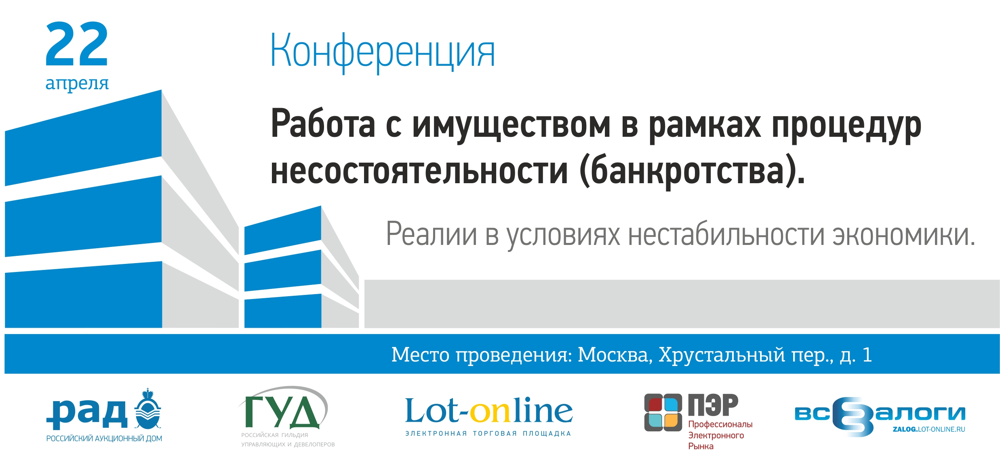 22
апреля
Конференция
Работа с имуществом в рамках процедур
несостоятельности (банкротства).
Реалии в условиях нестабильности экономики.
Место проведения: Москва, Хрустальный пер., д. 1
рад
РОССИЙСКИЙ АУКЦИОННЫЙ ДОМ
ГУД
РОССИЙСКАЯ ГИЛЬДИЯ
УПРАВЛЯЮЩИХ И ДЕВЕЛОПЕРОВ
Lot-online
ЭЛЕКТРОННАЯ ТОРГОВАЯ ПЛОЩАДКА
ПЭР
Профессионалы
Электронного
Рынка
ВСЕЗАЛОГИ
ZALOG.LOT-ONLINE.RU